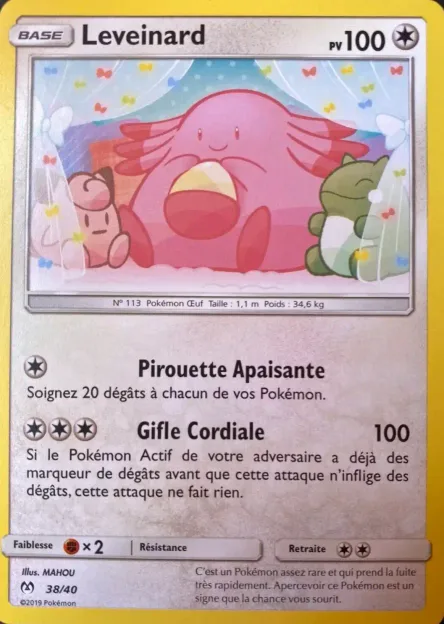 BASE Leveinard PV 100
N° 113 Pokémon Œuf Taille : 1,1 m Poids : 34,6 kg
Pirouette Apaisante
Soignez 20 dégâts à chacun de vos Pokémon.
Gifle Cordiale 100
Si le Pokémon Actif de votre adversaire a déjà des
marqueur de dégâts avant que cette attaque n'inflige des
dégâts, cette attaque ne fait rien.
Faiblesse ×2 Résistance Retraite
Illus. MAHOU
38/40
©2019 Pokémon
C'est un Pokémon assez rare et qui prend la fuite
très rapidement. Apercevoir ce Pokémon est un
signe que la chance vous sourit.